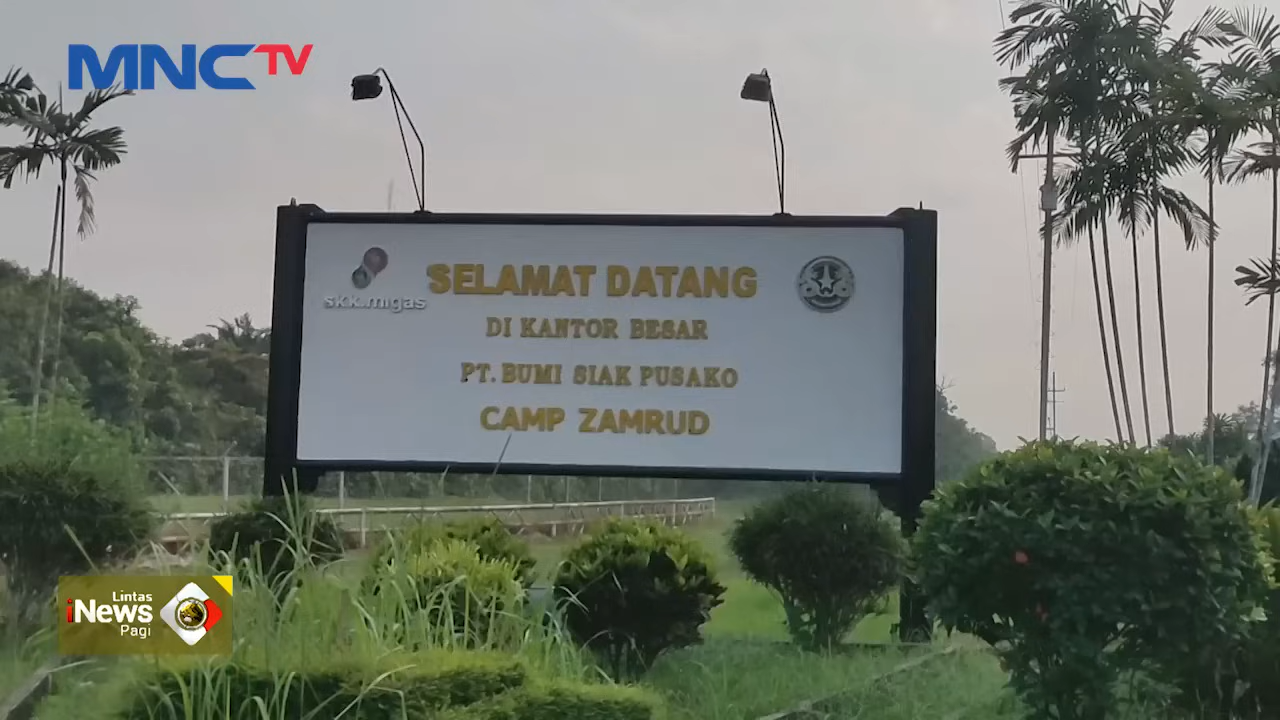 MNCTV
skk.migas
SELAMAT DATANG
DI KANTOR BESAR
PT. BUMI SIAK PUSAKO
CAMP ZAMRUD
Lintas
iNews
Pagi